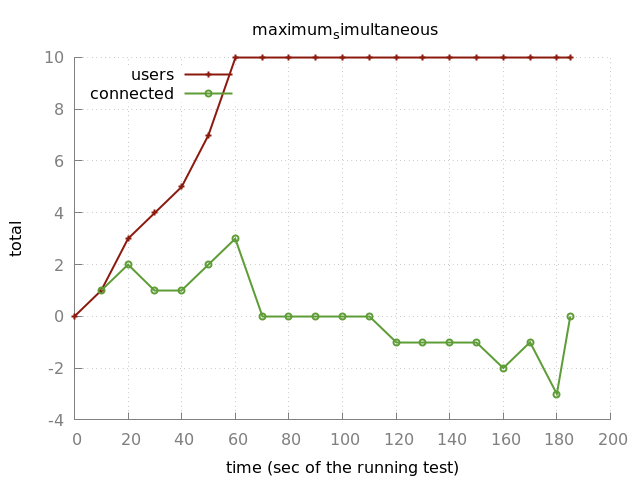 maximumsimultaneous
users
connected
10
8
6
4
2
0
-2
-4
total
0 20 40 60 80 100 120 140 160 180 200
time (sec of the running test)